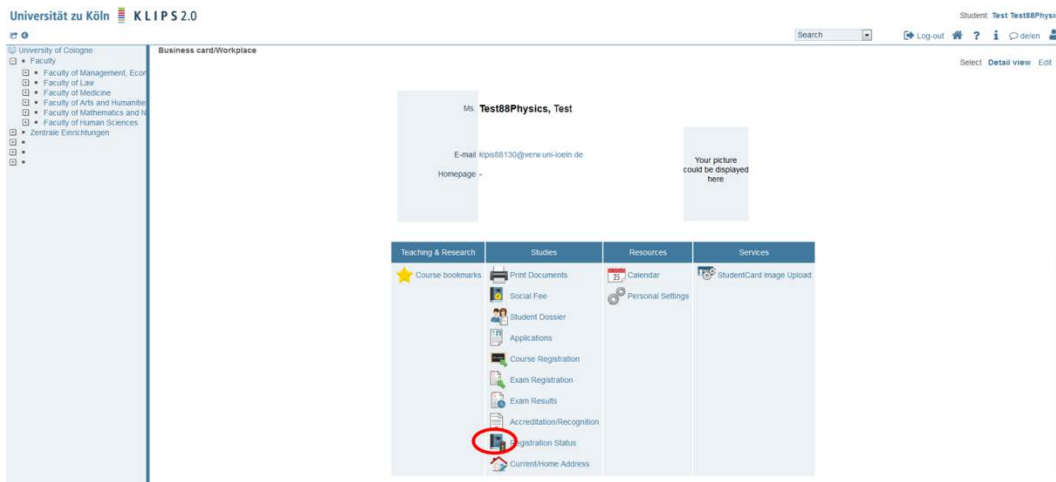 Universität zu Köln KLIPS2.0
Student: Test Test88Physi
Search
Log-out ? i de/en
University of Cologne
Faculty
Faculty of Management, Econ
Faculty of Law
Faculty of Medicine
Faculty of Arts and Humanitie
Faculty of Mathematics and N
Faculty of Human Sciences
Zentrale Einrichtungen
Business card/Workplace
Select Detail view Edit
Ms. Test88Physics, Test
E-mail klpis88130@verw.uni-loeln.de
Homepage -
Your picture
could be displayed
here
Teaching & Research
Course bookmarks
Studies
Print Documents
Social Fee
Student Dossier
Applications
Course Registration
Exam Registration
Exam Results
Accreditation/Recognition
Registration Status
Current/Home Address
Resources
Calendar
Personal Settings
Services
StudentCard Image Upload